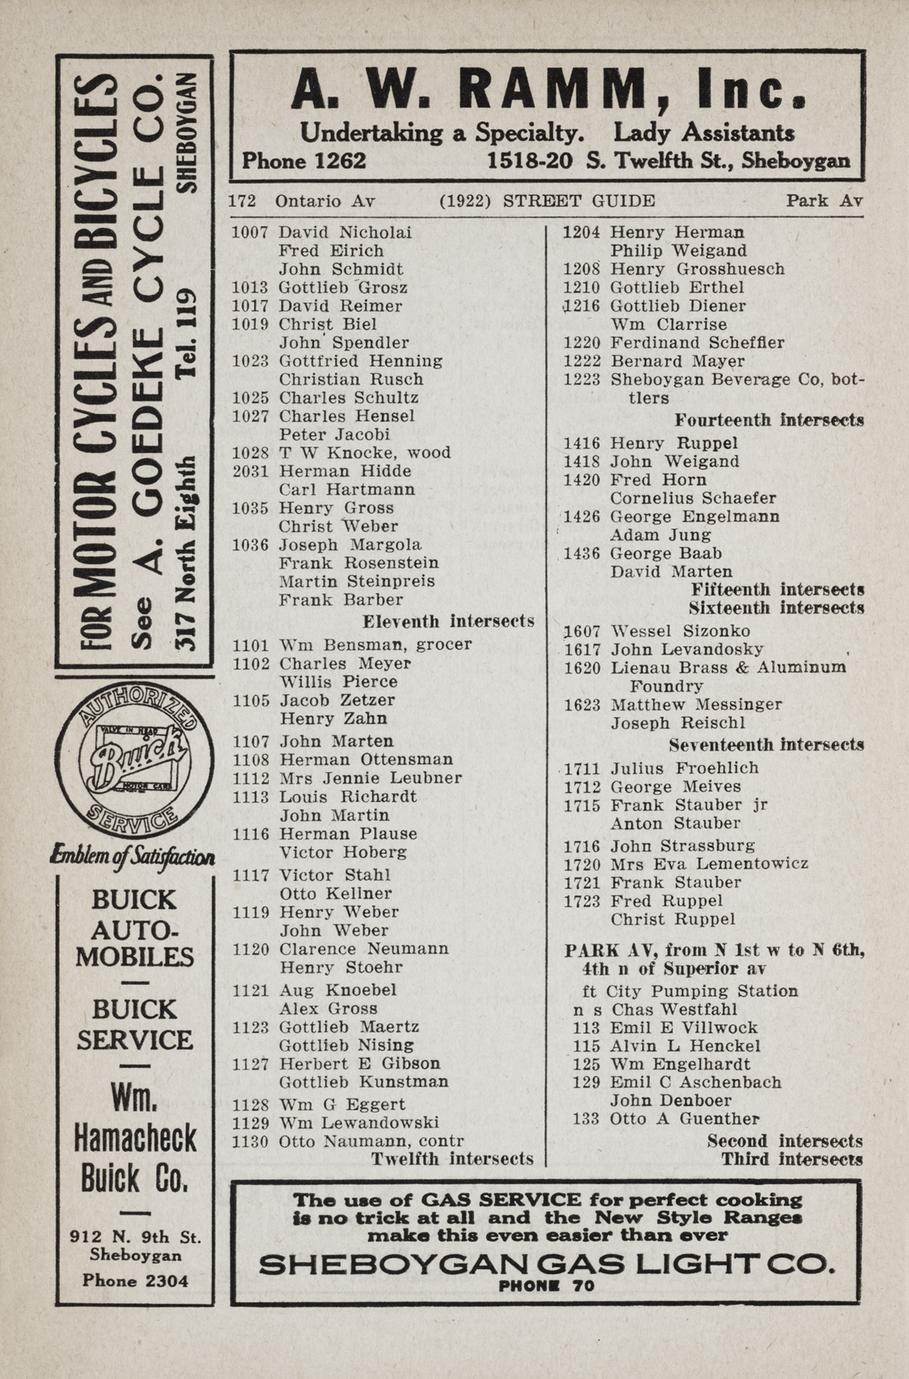 FOR MOTOR CYCLES AND BICYCLES
See A. GOEDEKE CYCLE CO.
317 North Eighth Tel. 119 SHEBOYGAN
AUTHORIZED
VALVE IN HEAD
Buick
MOTOR CARS
SERVICE
Emblem of Satisfaction
BUICK
AUTO-
MOBILES
BUICK
SERVICE
Wm.
Hamacheck
Buick Co.
912 N. 9th St.
Sheboygan
Phone 2304
A. W. RAMM, Inc.
Undertaking a Specialty. Lady Assistants
Phone 1262 1518-20 S. Twelfth St., Sheboygan
172 Ontario Av (1922) STREET GUIDE Park Av
1007 David Nicholai
Fred Eirich
John Schmidt
1013 Gottlieb Grosz
1017 David Reimer
1019 Christ Biel
John Spendler
1023 Gottfried Henning
Christian Rusch
1025 Charles Schultz
1027 Charles Hensel
Peter Jacobi
1028 T W Knocke, wood
2031 Herman Hidde
Carl Hartmann
1035 Henry Gross
Christ Weber
1036 Joseph Margola
Frank Rosenstein
Martin Steinpreis
Frank Barber
Eleventh intersects
1101 Wm Bensman, grocer
1102 Charles Meyer
Willis Pierce
1105 Jacob Zetzer
Henry Zahn
1107 John Marten
1108 Herman Ottensman
1112 Mrs Jennie Leubner
1113 Louis Richardt
John Martin
1116 Herman Plause
Victor Hoberg
1117 Victor Stahl
Otto Kellner
1119 Henry Weber
John Weber
1120 Clarence Neumann
Henry Stoehr
1121 Aug Knoebel
Alex Gross
1123 Gottlieb Maertz
Gottlieb Nising
1127 Herbert E Gibson
Gottlieb Kunstman
1128 Wm G Eggert
1129 Wm Lewandowski
1130 Otto Naumann, contr
Twelfth intersects
1204 Henry Herman
Philip Weigand
1208 Henry Grosshuesch
1210 Gottlieb Erthel
1216 Gottlieb Diener
Wm Clarrise
1220 Ferdinand Scheffler
1222 Bernard Mayer
1223 Sheboygan Beverage Co, bot-
tlers
Fourteenth intersects
1416 Henry Ruppel
1418 John Weigand
1420 Fred Horn
Cornelius Schaefer
1426 George Engelmann
Adam Jung
1436 George Baab
David Marten
Fifteenth intersects
Sixteenth intersects
1607 Wessel Sizonko
1617 John Levandosky
1620 Lienau Brass & Aluminum
Foundry
1623 Matthew Messinger
Joseph Reischl
Seventeenth intersects
1711 Julius Froehlich
1712 George Meives
1715 Frank Stauber jr
Anton Stauber
1716 John Strassburg
1720 Mrs Eva Lementowicz
1721 Frank Stauber
1723 Fred Ruppel
Christ Ruppel
PARK AV, from N 1st w to N 6th,
4th n of Superior av
ft City Pumping Station
n s Chas Westfahl
113 Emil E Villwock
115 Alvin L Henckel
125 Wm Engelhardt
129 Emil C Aschenbach
John Denboer
133 Otto A Guenther
Second intersects
Third intersects
The use of GAS SERVICE for perfect cooking
is no trick at all and the New Style Ranges
make this even easier than ever
SHEBOYGAN GAS LIGHT CO.
PHONE 70